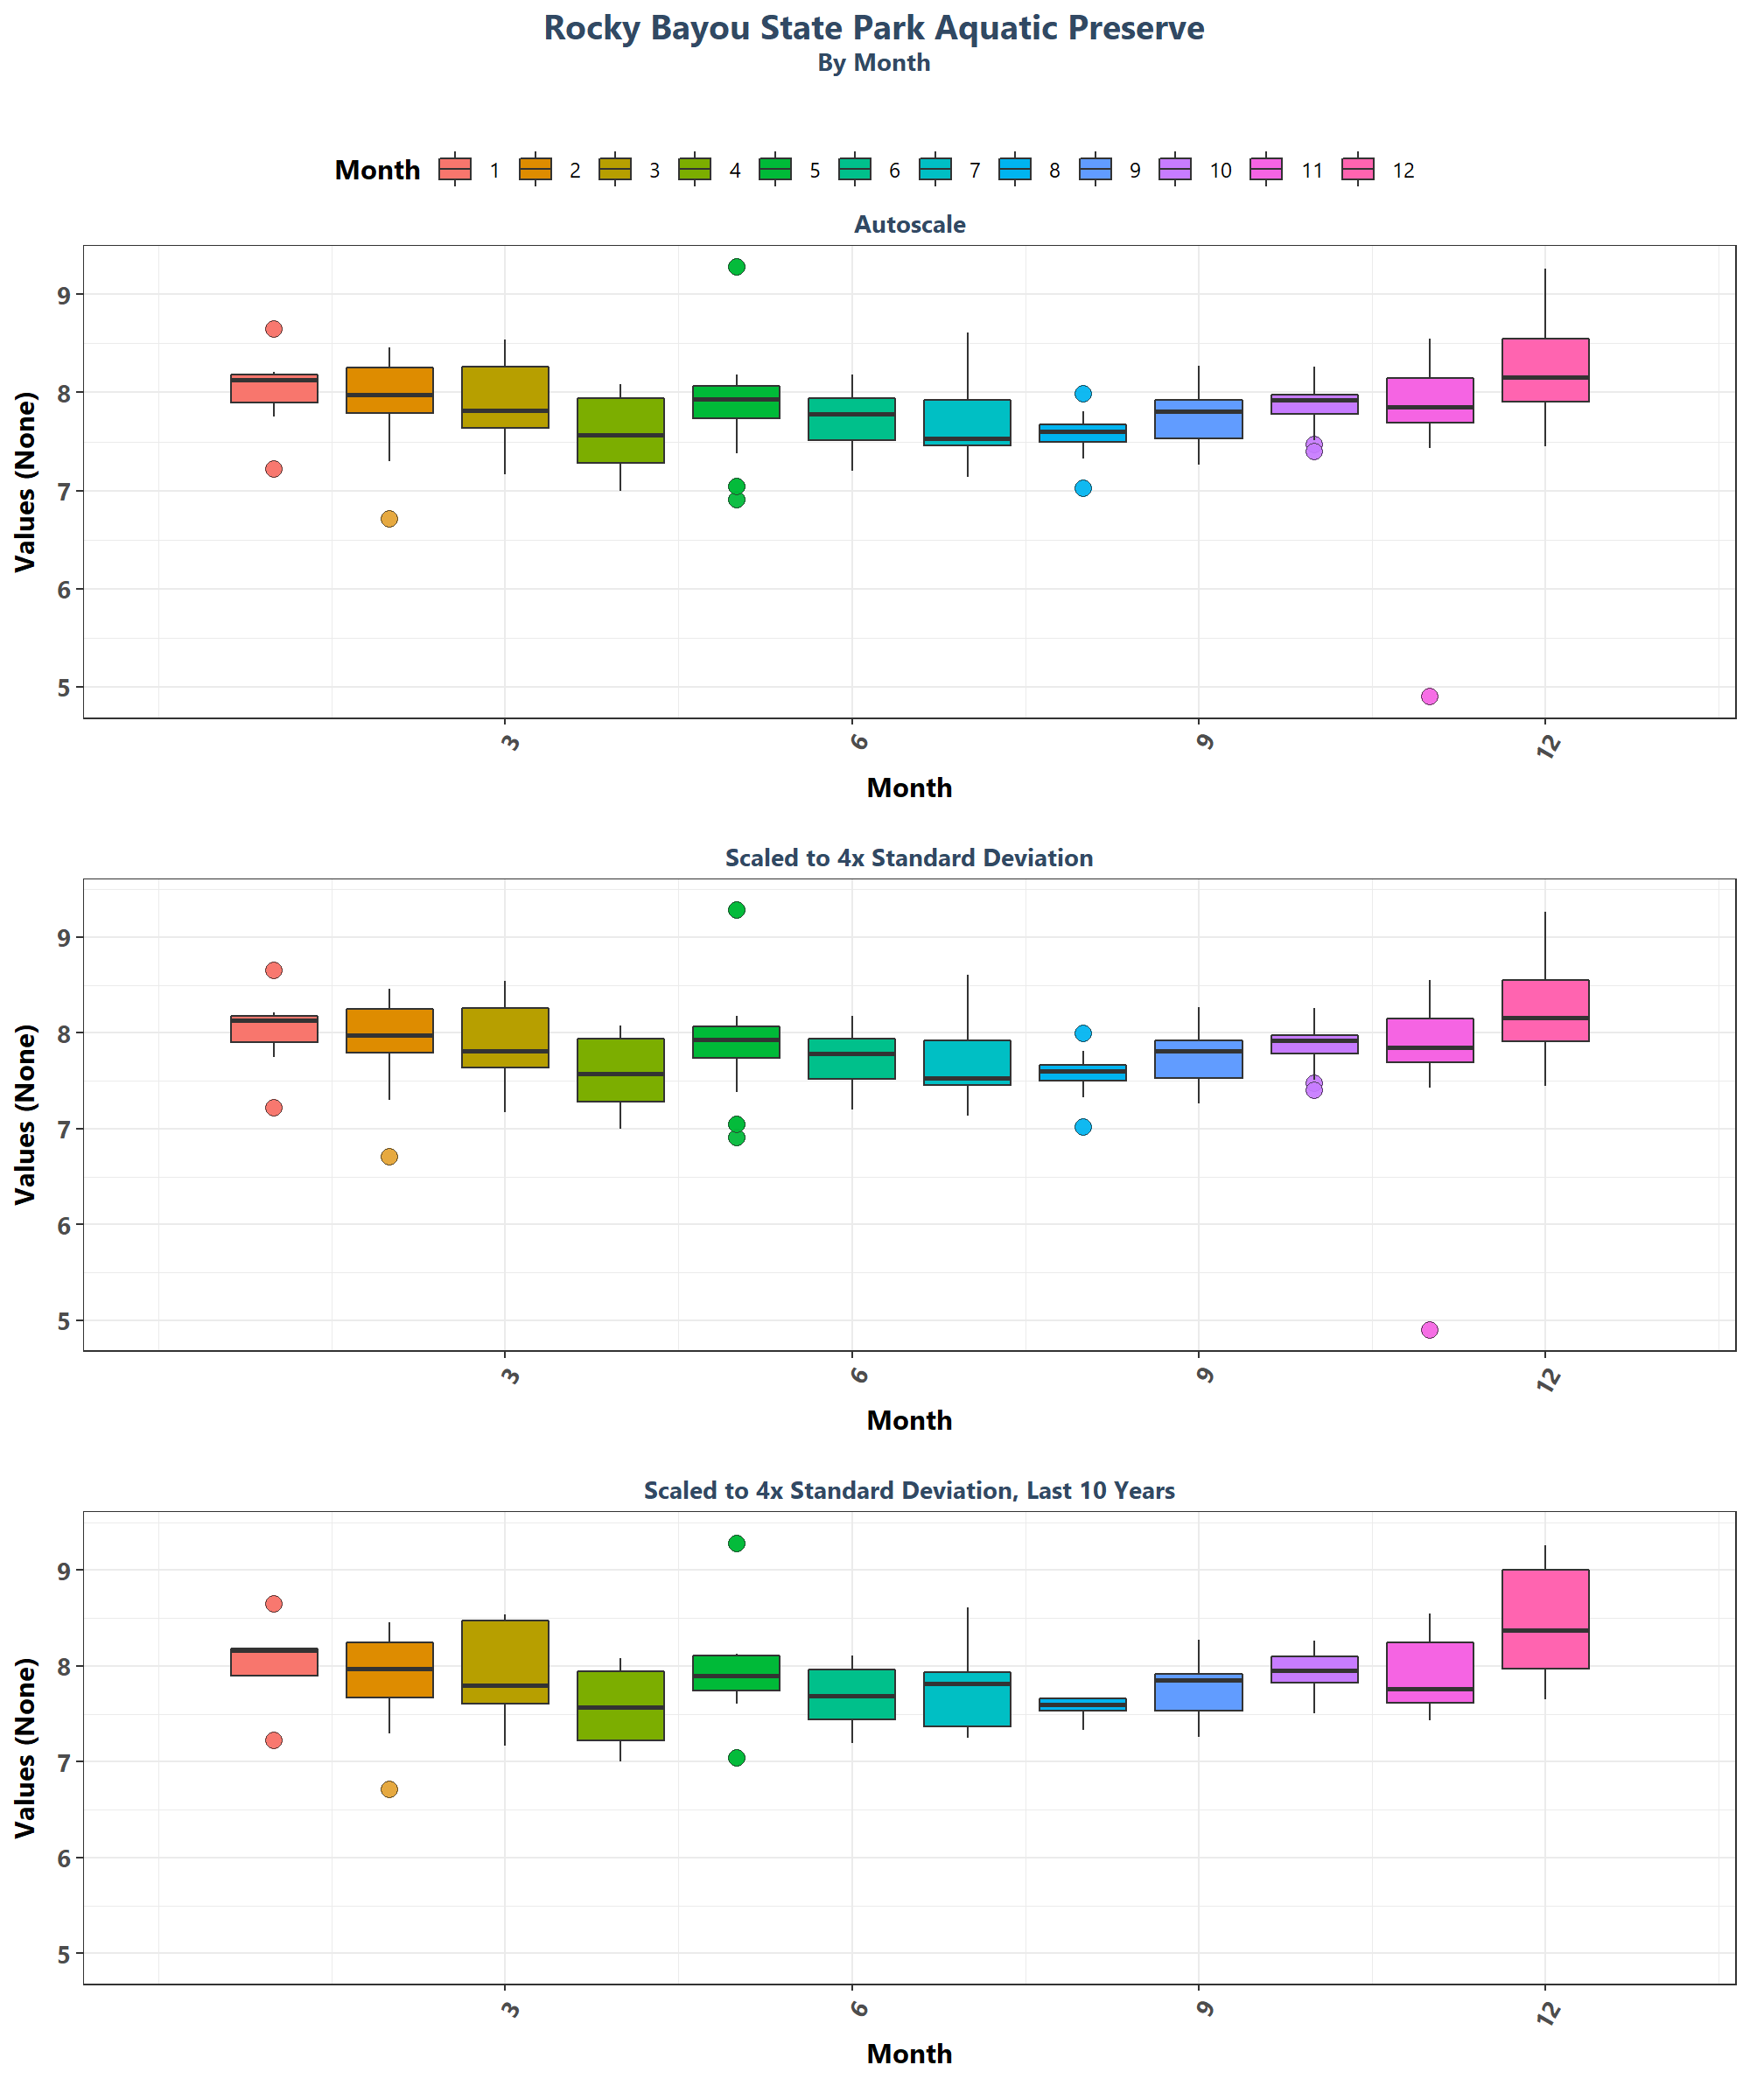 Rocky Bayou State Park Aquatic Preserve
By Month
Month 1 2 3 4 5 6 7 8 9 10 11 12
Autoscale
Values (None)
9
8
7
6
5
3 6 9 12
Month
Scaled to 4x Standard Deviation
Values (None)
9
8
7
6
5
3 6 9 12
Month
Scaled to 4x Standard Deviation, Last 10 Years
Values (None)
9
8
7
6
5
3 6 9 12
Month